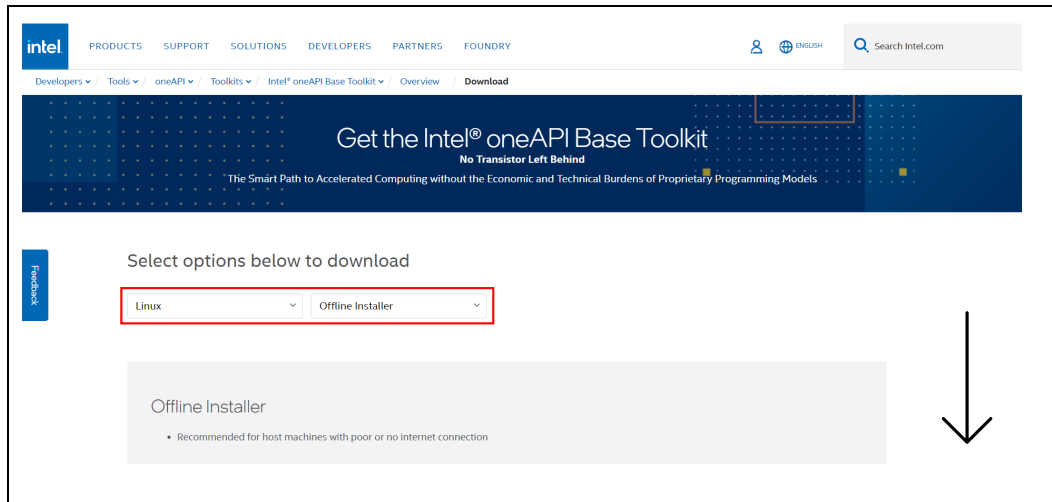 intel.
PRODUCTS SUPPORT SOLUTIONS DEVELOPERS PARTNERS FOUNDRY
ENGLISH
Search Intel.com
Developers / Tools / oneAPI / Toolkits / Intel® oneAPI Base Toolkit / Overview / Download
Get the Intel® oneAPI Base Toolkit
No Transistor Left Behind
The Smart Path to Accelerated Computing without the Economic and Technical Burdens of Proprietary Programming Models
Feedback
Select options below to download
Linux
Offline Installer
Offline Installer
• Recommended for host machines with poor or no internet connection